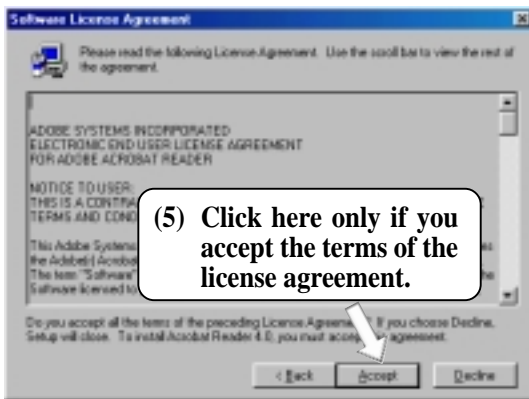 Software License Agreement
Please read the following License Agreement. Use the scroll bar to view the rest of
the agreement.
ADOBE SYSTEMS INCORPORATED
ELECTRONIC END USER LICENSE AGREEMENT
FOR ADOBE ACROBAT READER
NOTICE TO USER:
THIS IS A CONTRA
TERMS AND COND
This Adobe Systems
the Adobe(r) Acrobat
The term "Software"
Software licensed to
(5) Click here only if you
accept the terms of the
license agreement.
Do you accept all the terms of the preceding License Agreement? If you choose Decline,
Setup will close. To install Acrobat Reader 4.0, you must accept agreement.
< Back Accept Decline